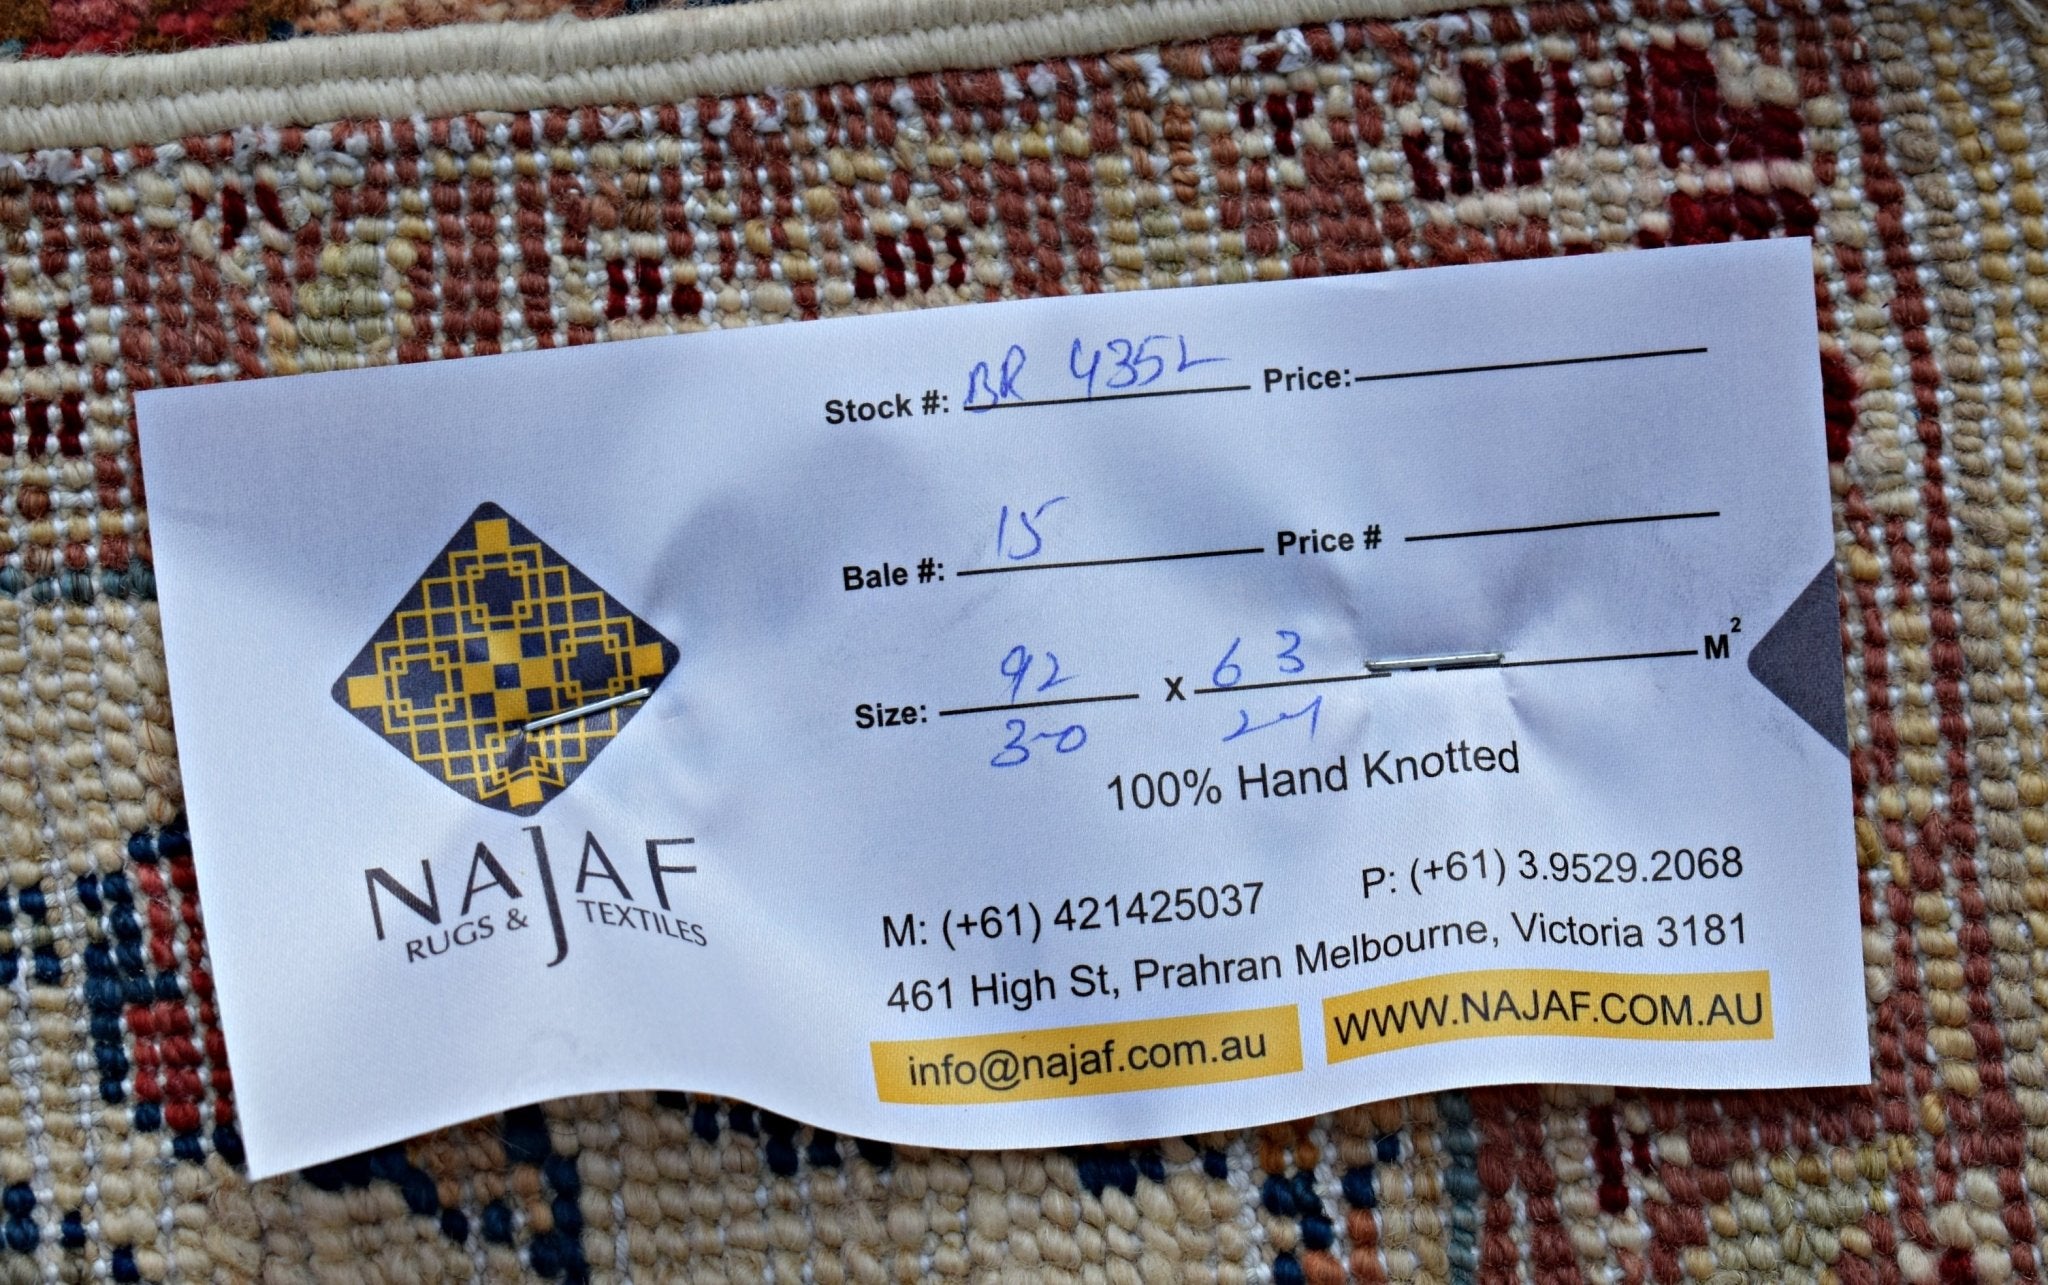 Stock #: BR 435L Price:
Bale #: 15 Price #
Size: 92 x 63 M²
3-0 2-1
100% Hand Knotted
NAJAF
RUGS & TEXTILES
M: (+61) 421425037 P: (+61) 3.9529.2068
461 High St, Prahran Melbourne, Victoria 3181
info@najaf.com.au WWW.NAJAF.COM.AU